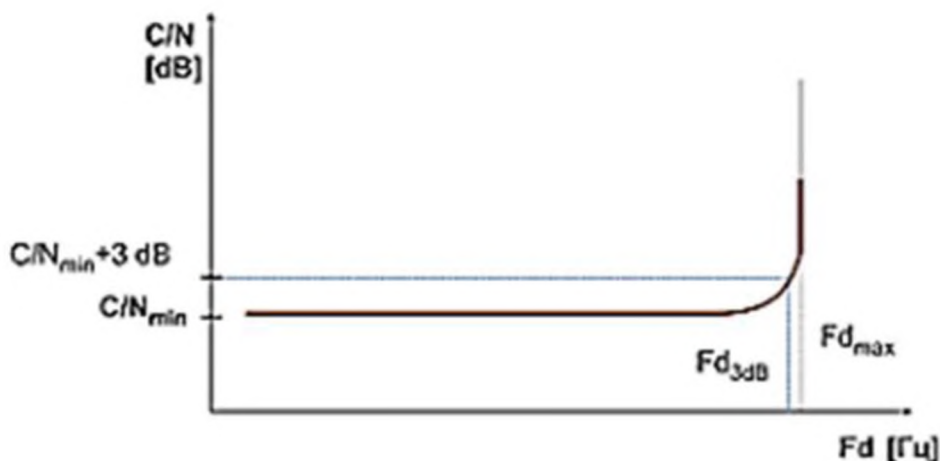 C/N
[dB]
C/Nmin+3 dB
C/Nmin
Fdmax
Fd3dB
Fd [Гц]